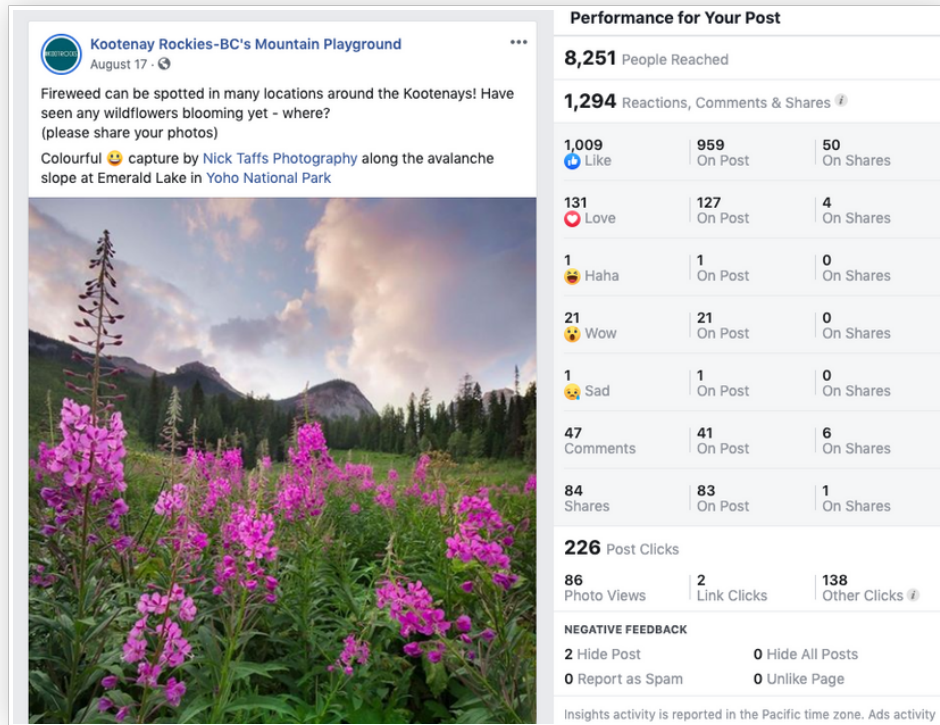 Kootenay Rockies-BC's Mountain Playground
August 17 ·
Fireweed can be spotted in many locations around the Kootenays! Have
seen any wildflowers blooming yet - where?
(please share your photos)
Colourful 😀 capture by Nick Taffs Photography along the avalanche
slope at Emerald Lake in Yoho National Park
Performance for Your Post
8,251 People Reached
1,294 Reactions, Comments & Shares
1,009 959 50
Like On Post On Shares
131 127 4
Love On Post On Shares
1 1 0
Haha On Post On Shares
21 21 0
Wow On Post On Shares
1 1 0
Sad On Post On Shares
47 41 6
Comments On Post On Shares
84 83 1
Shares On Post On Shares
226 Post Clicks
86 2 138
Photo Views Link Clicks Other Clicks
NEGATIVE FEEDBACK
2 Hide Post 0 Hide All Posts
0 Report as Spam 0 Unlike Page
Insights activity is reported in the Pacific time zone. Ads activity